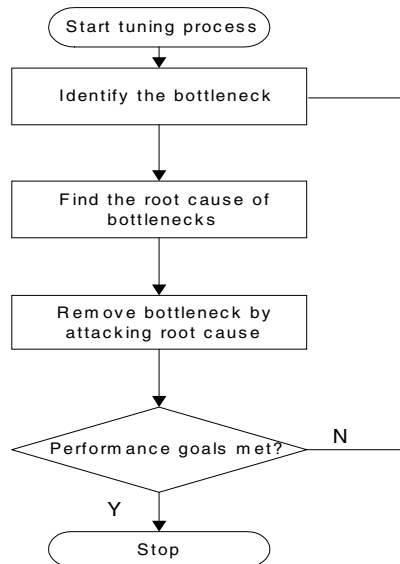 Start tuning process
Identify the bottleneck
Find the root cause of
bottlenecks
Remove bottleneck by
attacking root cause
Performance goals met?
N
Y
Stop